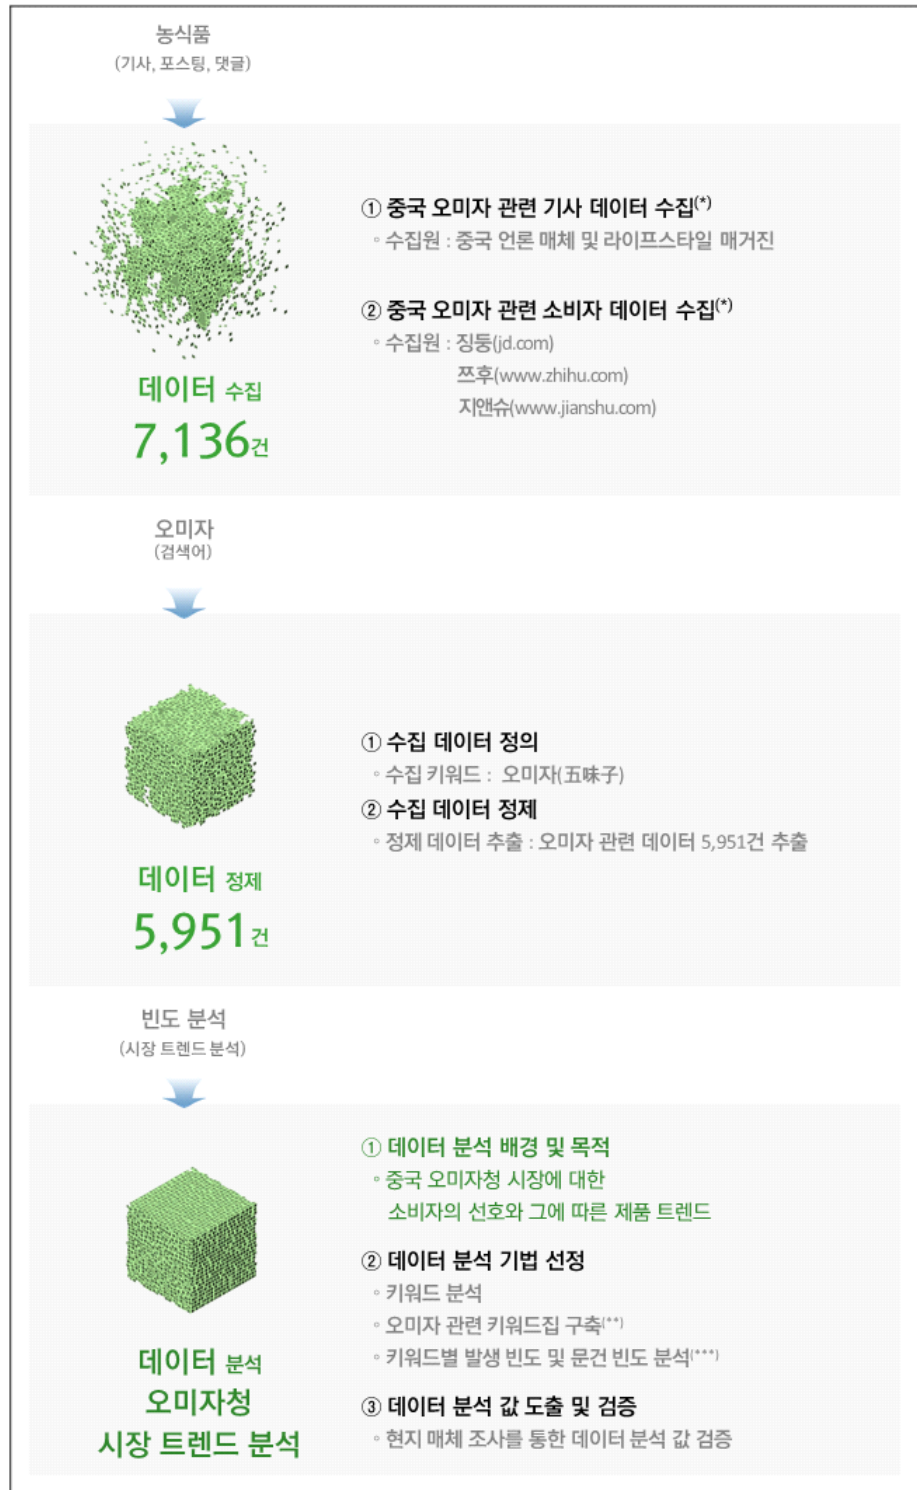 농식품
(기사, 포스팅, 댓글)
① 중국 오미자 관련 기사 데이터 수집(*)
◦ 수집원 : 중국 언론 매체 및 라이프스타일 매거진
② 중국 오미자 관련 소비자 데이터 수집(*)
◦ 수집원 : 징둥(jd.com)
쯔후(www.zhihu.com)
지앤슈(www.jianshu.com)
데이터 수집
7,136건
오미자
(검색어)
① 수집 데이터 정의
◦ 수집 키워드 : 오미자(五味子)
② 수집 데이터 정제
◦ 정제 데이터 추출 : 오미자 관련 데이터 5,951건 추출
데이터 정제
5,951건
빈도 분석
(시장 트렌드 분석)
① 데이터 분석 배경 및 목적
◦ 중국 오미자청 시장에 대한
소비자의 선호와 그에 따른 제품 트렌드
② 데이터 분석 기법 선정
◦ 키워드 분석
◦ 오미자 관련 키워드집 구축(**)
◦ 키워드별 발생 빈도 및 문건 빈도 분석(***)
③ 데이터 분석 값 도출 및 검증
◦ 현지 매체 조사를 통한 데이터 분석 값 검증
데이터 분석
오미자청
시장 트렌드 분석